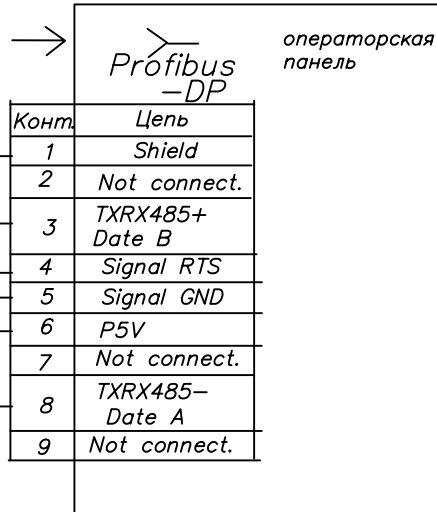 операторская
панель
Profibus
-DP
Конт. Цепь
1 Shield
2 Not connect.
3 TXRX485+
Date B
4 Signal RTS
5 Signal GND
6 P5V
7 Not connect.
8 TXRX485-
Date A
9 Not connect.